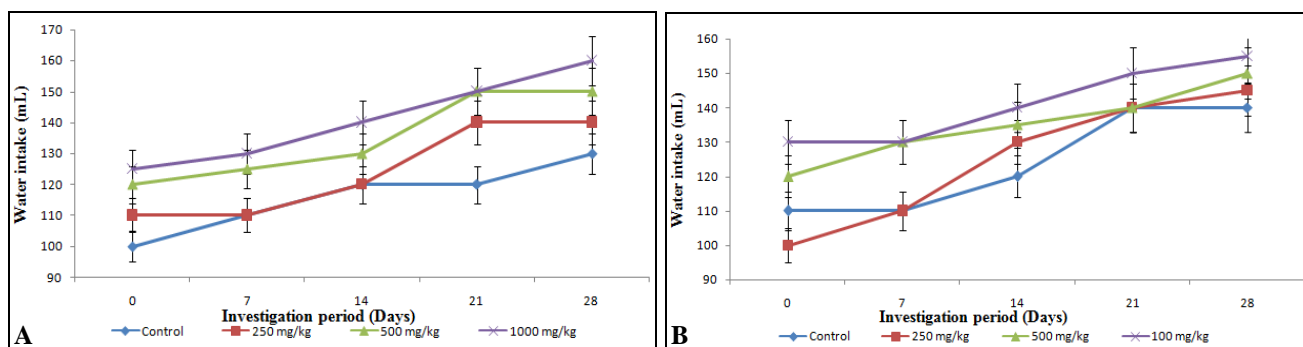 Water intake (mL)
170
160
150
140
130
120
110
100
90
0 7 14 21 28
Investigation period (Days)
Control 250 mg/kg 500 mg/kg 1000 mg/kg
A
Water intake (mL)
160
150
140
130
120
110
100
90
0 7 14 21 28
Investigation period (Days)
Control 250 mg/kg 500 mg/kg 100 mg/kg
B